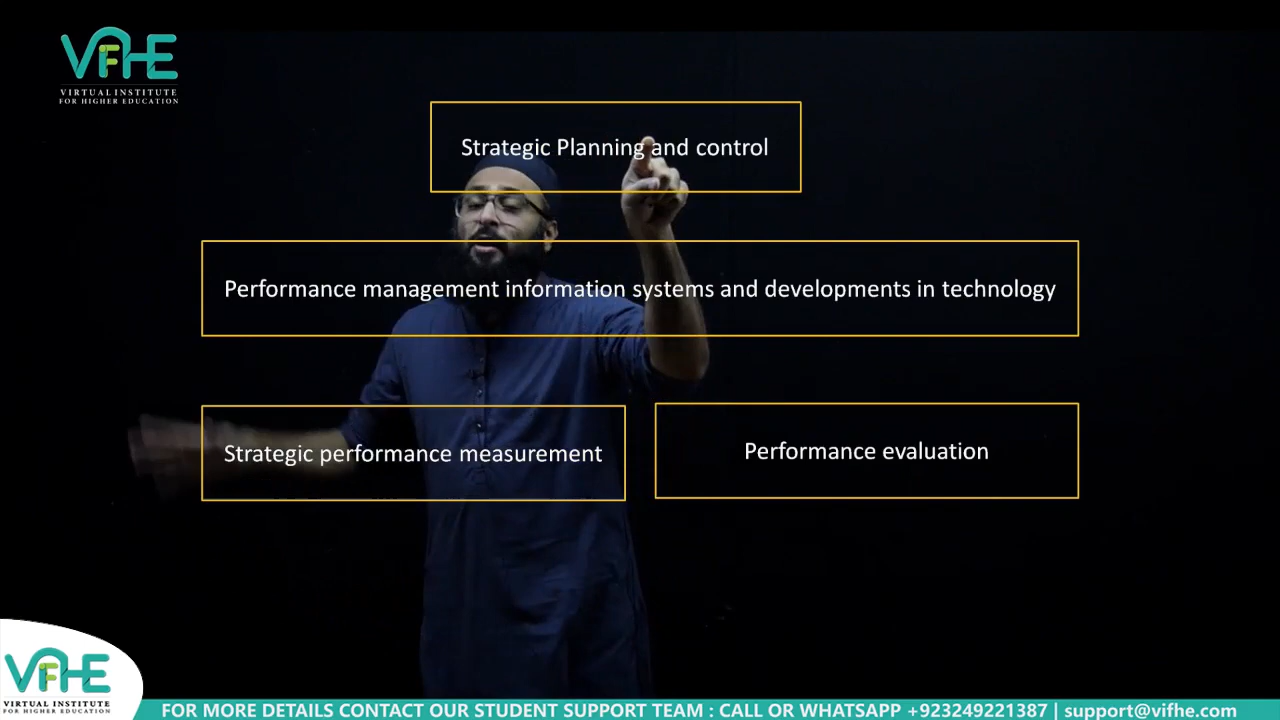 VIFHE
VIRTUAL INSTITUTE
FOR HIGHER EDUCATION
Strategic Planning and control
Performance management information systems and developments in technology
Strategic performance measurement
Performance evaluation
VIFHE
VIRTUAL INSTITUTE
FOR HIGHER EDUCATION
FOR MORE DETAILS CONTACT OUR STUDENT SUPPORT TEAM : CALL OR WHATSAPP +923249221387 | support@vifhe.com